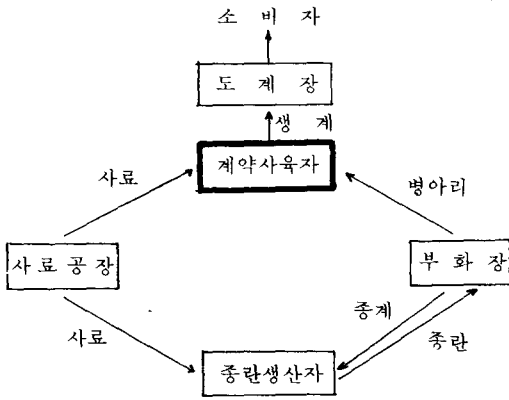 소 비 자
도 계 장
생 계
계약사육자
사료
병아리
사료공장
부 화 장
종계
사료
종란
종란생산자